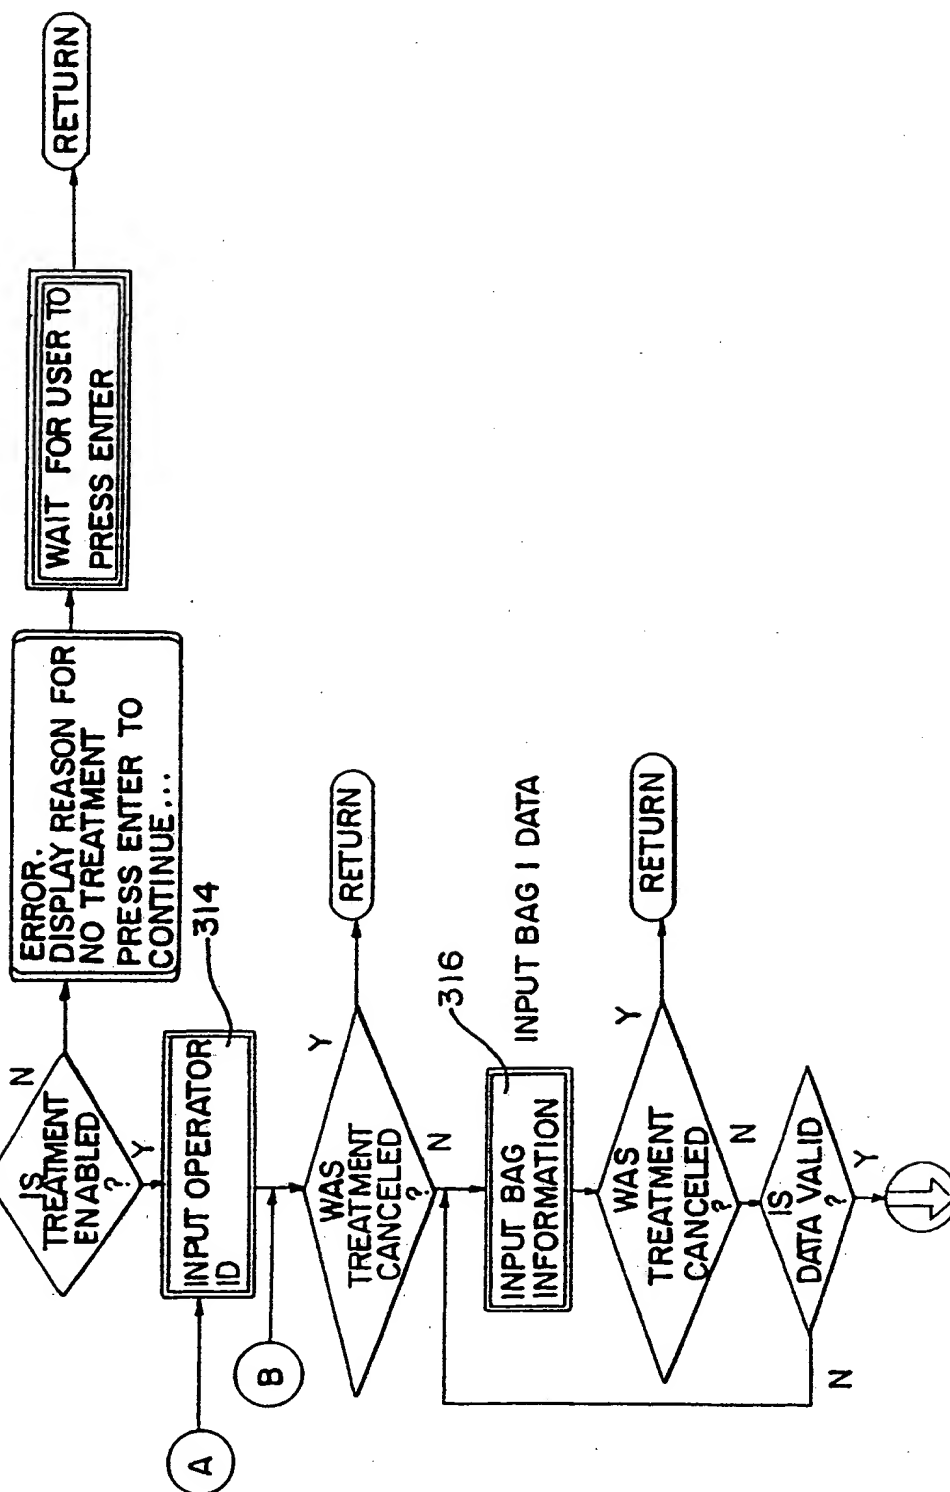 IS
TREATMENT
ENABLED
?
N
Y
ERROR.
DISPLAY REASON FOR
NO TREATMENT
PRESS ENTER TO
CONTINUE...
WAIT FOR USER TO
PRESS ENTER
RETURN
A
INPUT OPERATOR
ID
314
B
WAS
TREATMENT
CANCELED
?
Y
RETURN
N
INPUT BAG
INFORMATION
316
INPUT BAG 1 DATA
WAS
TREATMENT
CANCELED
?
Y
RETURN
N
IS
DATA VALID
?
N
Y